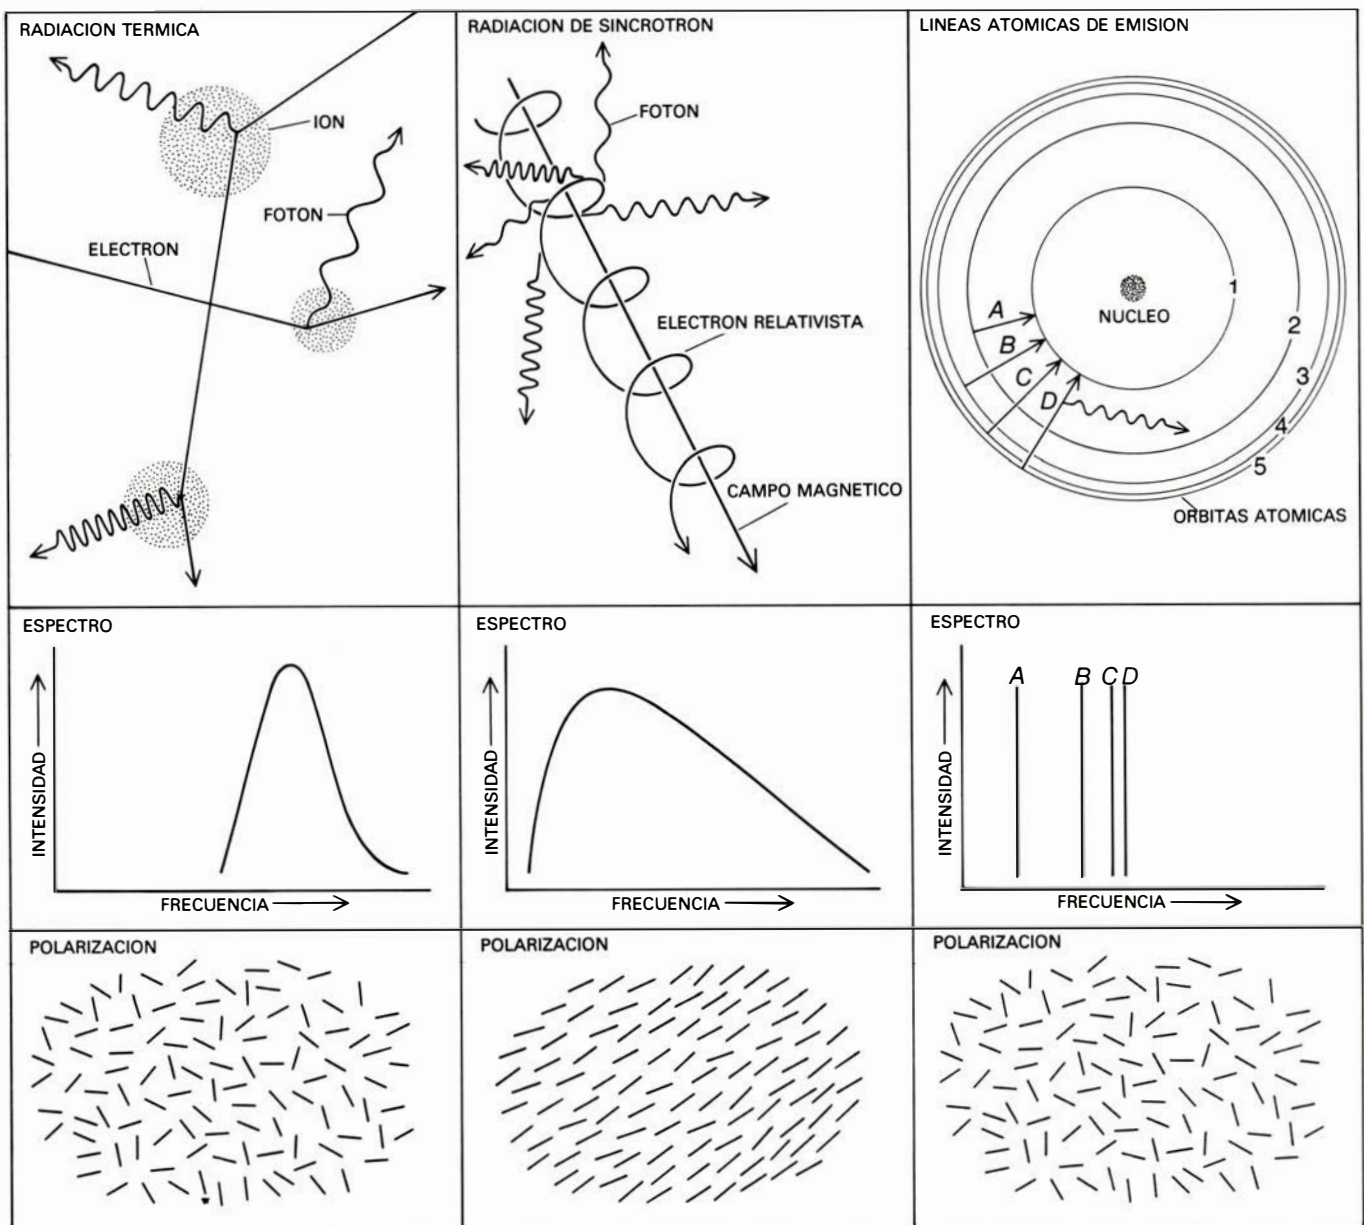 RADIACION TERMICA
ION
FOTON
ELECTRON
RADIACION DE SINCROTRON
FOTON
ELECTRON RELATIVISTA
CAMPO MAGNETICO
LINEAS ATOMICAS DE EMISION
1
NUCLEO
A
2
B
C
3
D
4
5
ORBITAS ATOMICAS
ESPECTRO
INTENSIDAD
FRECUENCIA
ESPECTRO
INTENSIDAD
FRECUENCIA
ESPECTRO
A B C D
INTENSIDAD
FRECUENCIA
POLARIZACION
POLARIZACION
POLARIZACION